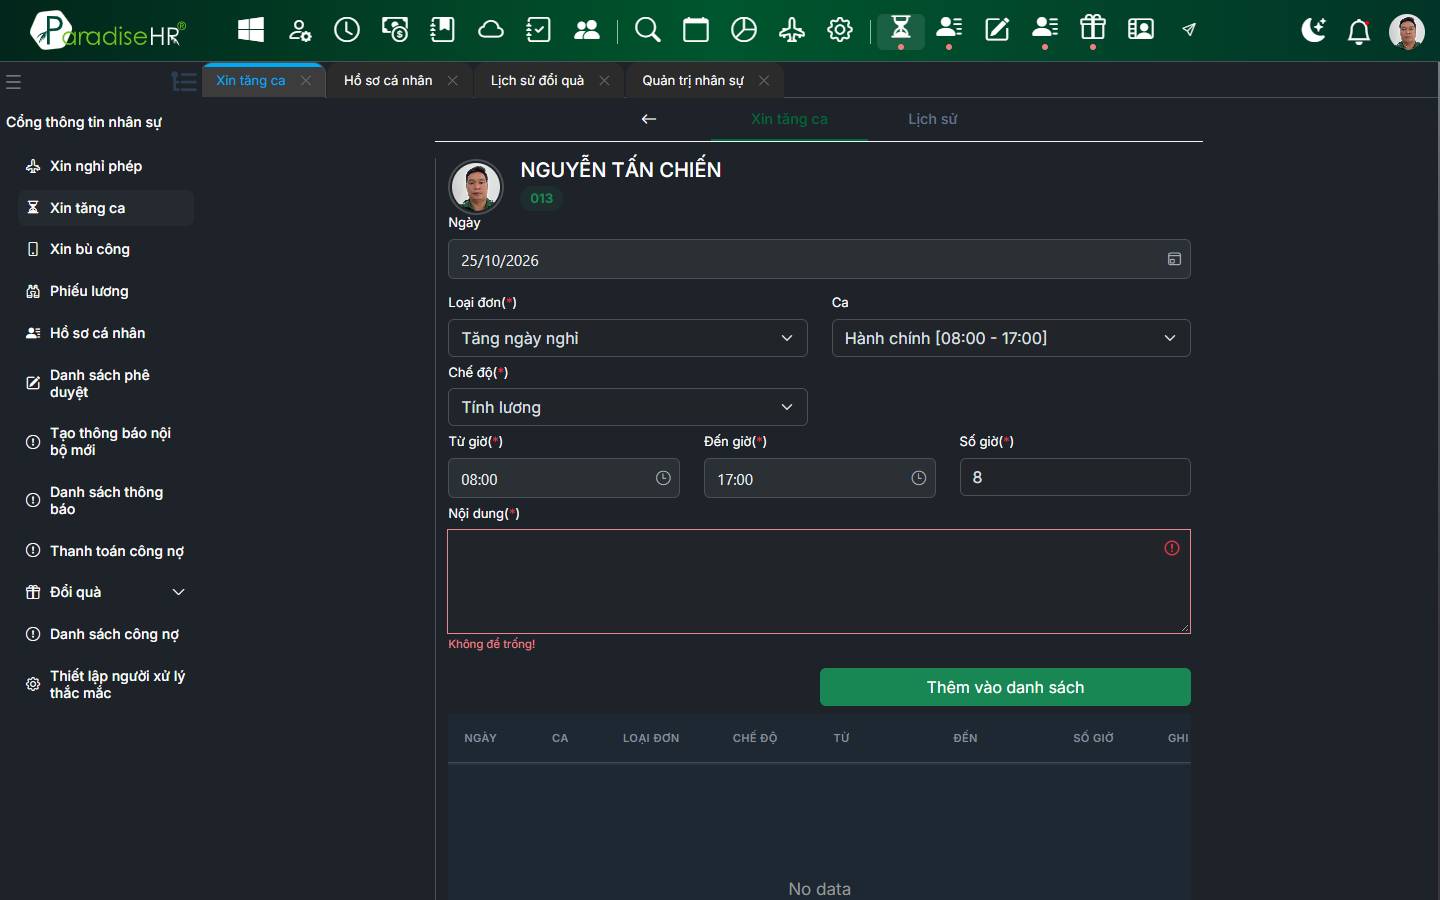 ParadiseHR®
Xin tăng ca
Hồ sơ cá nhân
Lịch sử đổi quà
Quản trị nhân sự
Cổng thông tin nhân sự
Xin nghỉ phép
Xin tăng ca
Xin bù công
Phiếu lương
Hồ sơ cá nhân
Danh sách phê
duyệt
Tạo thông báo nội
bộ mới
Danh sách thông
báo
Thanh toán công nợ
Đổi quà
Danh sách công nợ
Thiết lập người xử lý
thắc mắc
Xin tăng ca
Lịch sử
NGUYỄN TẤN CHIẾN
013
Ngày
25/10/2026
Loại đơn(*)
Ca
Tăng ngày nghỉ
Hành chính [08:00 - 17:00]
Chế độ(*)
Tính lương
Từ giờ(*)
Đến giờ(*)
Số giờ(*)
08:00
17:00
8
Nội dung(*)
Không để trống!
Thêm vào danh sách
NGÀY
CA
LOẠI ĐƠN
CHẾ ĐỘ
TỪ
ĐẾN
SỐ GIỜ
GHI
No data